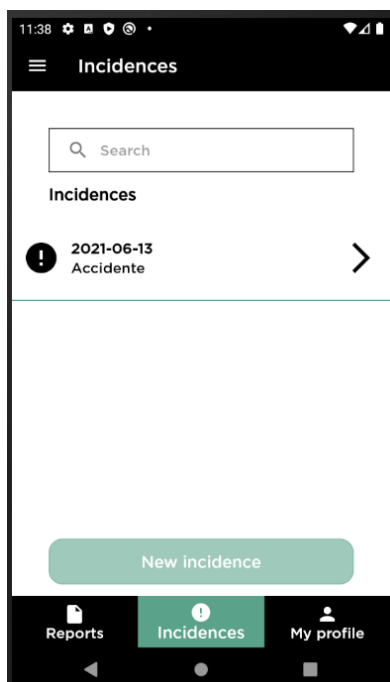 11:38
Incidences
Search
Incidences
2021-06-13
Accidente
New incidence
Reports
Incidences
My profile